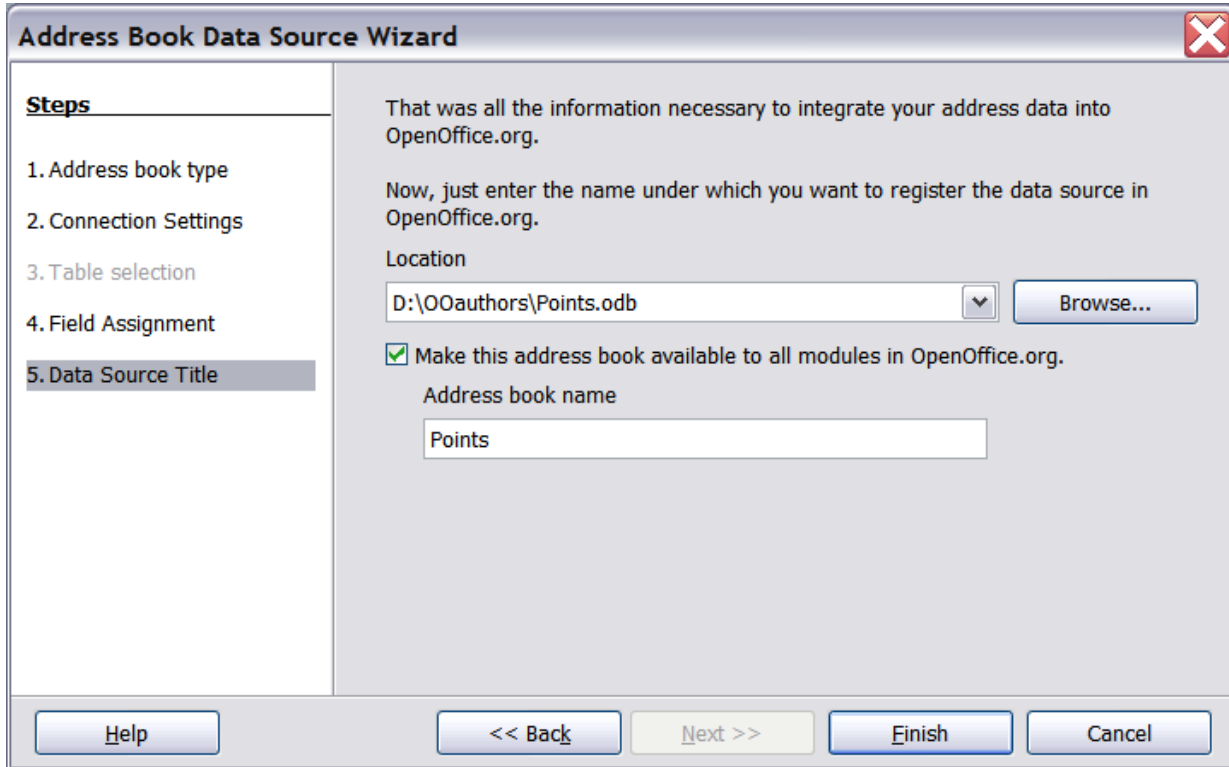 Address Book Data Source Wizard
Steps
1. Address book type
2. Connection Settings
3. Table selection
4. Field Assignment
5. Data Source Title
That was all the information necessary to integrate your address data into
OpenOffice.org.
Now, just enter the name under which you want to register the data source in
OpenOffice.org.
Location
D:\OOauthors\Points.odb
Browse...
Make this address book available to all modules in OpenOffice.org.
Address book name
Points
Help
<< Back
Next >>
Finish
Cancel